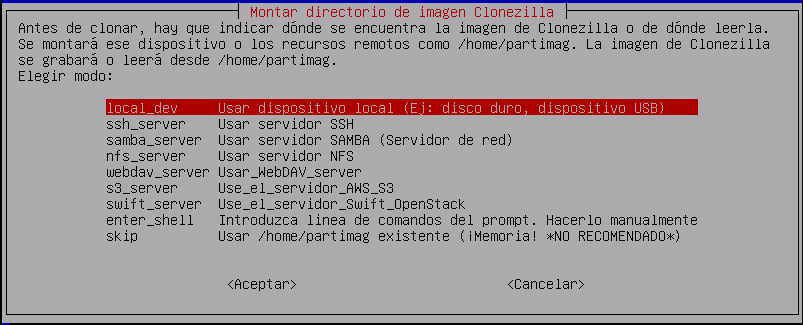 Montar directorio de imagen Clonezilla
Antes de clonar, hay que indicar dónde se encuentra la imagen de Clonezilla o de dónde leerla.
Se montará ese dispositivo o los recursos remotos como /home/partimag. La imagen de Clonezilla
se grabará o leerá desde /home/partimag.
Elegir modo:
local_dev Usar dispositivo local (Ej: disco duro, dispositivo USB)
ssh_server Usar servidor SSH
samba_server Usar servidor SAMBA (Servidor de red)
nfs_server Usar servidor NFS
webdav_server Usar_WebDAV_server
s3_server Use_el_servidor_AWS_S3
swift_server Use_el_servidor_Swift_OpenStack
enter_shell Introduzca linea de comandos del prompt. Hacerlo manualmente
skip Usar /home/partimag existente (¡Memoria! *NO RECOMENDADO*)
<Aceptar> <Cancelar>